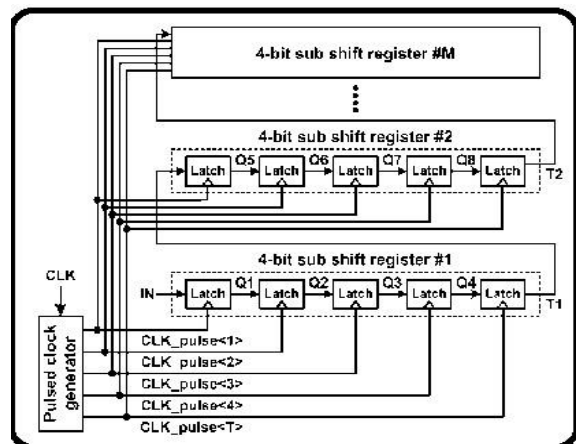 4-bit sub shift register #M
4-bit sub shift register #2
Q5 Q6 Q7 Q8
Latch Latch Latch Latch Latch
T2
4-bit sub shift register #1
CLK
IN Q1 Q2 Q3 Q4
Latch Latch Latch Latch Latch
T1
Pulsed clock
generator
CLK_pulse<1>
CLK_pulse<2>
CLK_pulse<3>
CLK_pulse<4>
CLK_pulse<T>